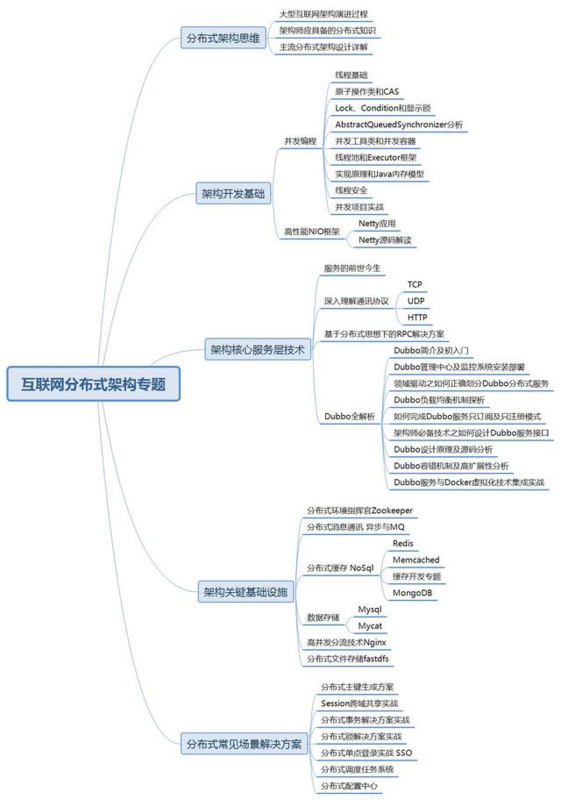 互联网分布式架构专题
分布式架构思维
大型互联网架构演进过程
架构师应具备的分布式知识
主流分布式架构设计详解
架构开发基础
并发编程
线程基础
原子操作类和CAS
Lock、Condition和显示锁
AbstractQueuedSynchronizer分析
并发工具类和并发容器
线程池和Executor框架
实现原理和Java内存模型
线程安全
并发项目实战
高性能NIO框架
Netty应用
Netty源码解读
架构核心服务层技术
服务的前世今生
深入理解通讯协议
TCP
UDP
HTTP
基于分布式思想下的RPC解决方案
Dubbo全解析
Dubbo简介及初入门
Dubbo管理中心及监控系统安装部署
领域驱动之如何正确划分Dubbo分布式服务
Dubbo负载均衡机制探析
如何完成Dubbo服务只订阅及只注册模式
架构师必备技术之如何设计Dubbo服务接口
Dubbo设计原理及源码分析
Dubbo容错机制及高扩展性分析
Dubbo服务与Docker虚拟化技术集成实战
架构关键基础设施
分布式环境指挥官Zookeeper
分布式消息通讯 异步与MQ
分布式缓存 NoSql
Redis
Memcached
缓存开发专题
MongoDB
数据存储
Mysql
Mycat
高并发分流技术Nginx
分布式文件存储fastdfs
分布式常见场景解决方案
分布式主键生成方案
Session跨域共享实战
分布式事务解决方案实战
分布式锁解决方案实战
分布式单点登录实战 SSO
分布式调度任务系统
分布式配置中心